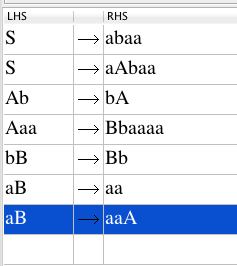 LHS RHS
S → abaa
S → aAbaa
Ab → bA
Aaa → Bbaaaa
bB → Bb
aB → aa
aB → aaA